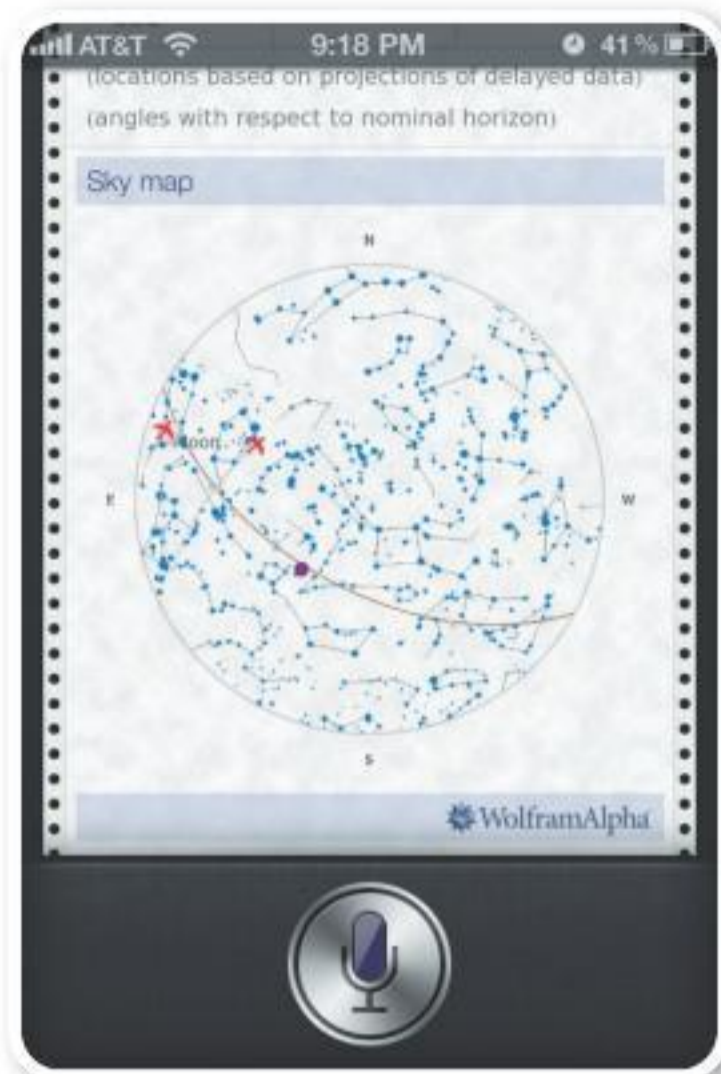 AT&T 9:18 PM 41%
(locations based on projections of delayed data)
(angles with respect to nominal horizon)
Sky map
N
Moon
E
W
S
WolframAlpha